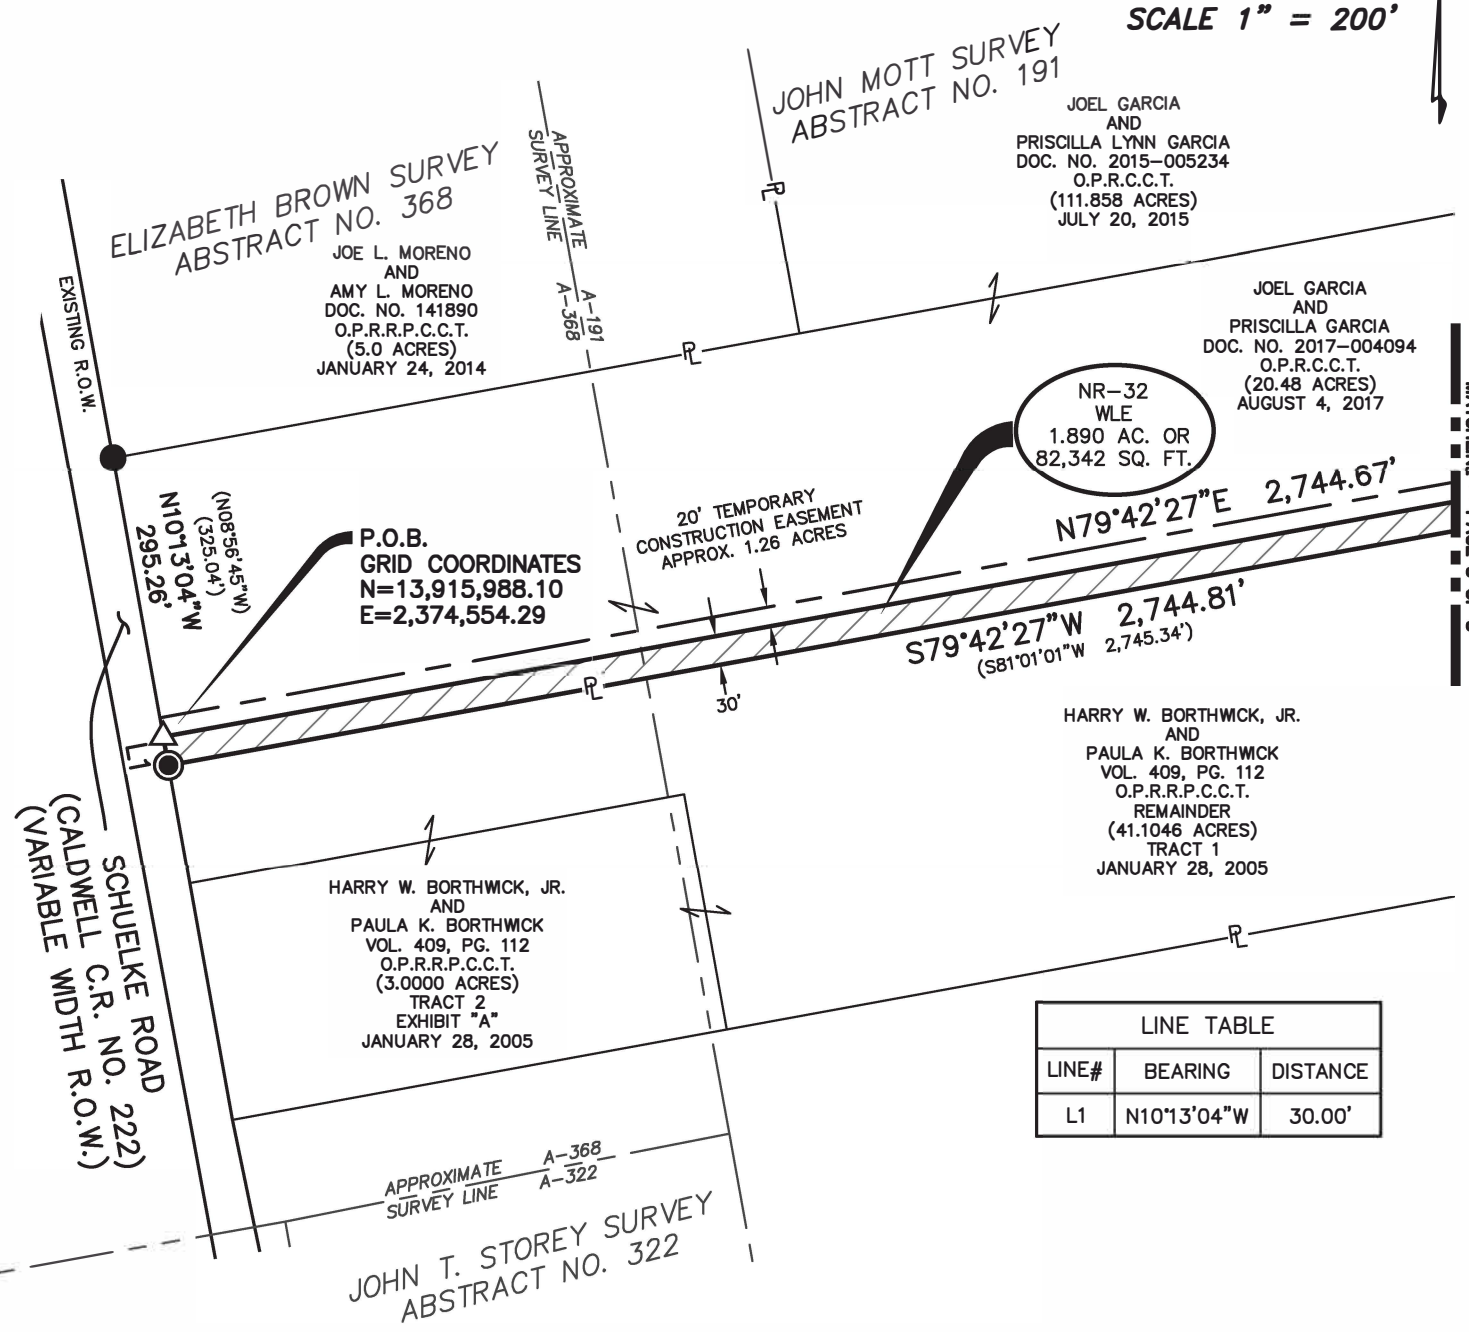 SCALE 1" = 200'
JOHN MOTT SURVEY
ABSTRACT NO. 191
JOEL GARCIA
AND
PRISCILLA LYNN GARCIA
DOC. NO. 2015-005234
O.P.R.C.C.T.
(111.858 ACRES)
JULY 20, 2015
ELIZABETH BROWN SURVEY
ABSTRACT NO. 368
APPROXIMATE
SURVEY LINE
A-191
A-368
JOE L. MORENO
AND
AMY L. MORENO
DOC. NO. 141890
O.P.R.R.P.C.C.T.
(5.0 ACRES)
JANUARY 24, 2014
EXISTING R.O.W.
PL
PL
JOEL GARCIA
AND
PRISCILLA GARCIA
DOC. NO. 2017-004094
O.P.R.C.C.T.
(20.48 ACRES)
AUGUST 4, 2017
NR-32
WLE
1.890 AC. OR
82,342 SQ. FT.
(N08°56'45"W)
(325.04')
N10°13'04"W
295.26'
P.O.B.
GRID COORDINATES
N=13,915,988.10
E=2,374,554.29
20' TEMPORARY
CONSTRUCTION EASEMENT
APPROX. 1.26 ACRES
N79°42'27"E 2,744.67'
S79°42'27"W 2,744.81'
(S81°01'01"W 2,745.34')
PL
30'
L1
HARRY W. BORTHWICK, JR.
AND
PAULA K. BORTHWICK
VOL. 409, PG. 112
O.P.R.R.P.C.C.T.
REMAINDER
(41.1046 ACRES)
TRACT 1
JANUARY 28, 2005
SCHUELKE ROAD
(CALDWELL C.R. NO. 222)
(VARIABLE WIDTH R.O.W.)
HARRY W. BORTHWICK, JR.
AND
PAULA K. BORTHWICK
VOL. 409, PG. 112
O.P.R.R.P.C.C.T.
(3.0000 ACRES)
TRACT 2
EXHIBIT "A"
JANUARY 28, 2005
PL
LINE TABLE
LINE# BEARING DISTANCE
L1 N10°13'04"W 30.00'
APPROXIMATE A-368
SURVEY LINE A-322
JOHN T. STOREY SURVEY
ABSTRACT NO. 322